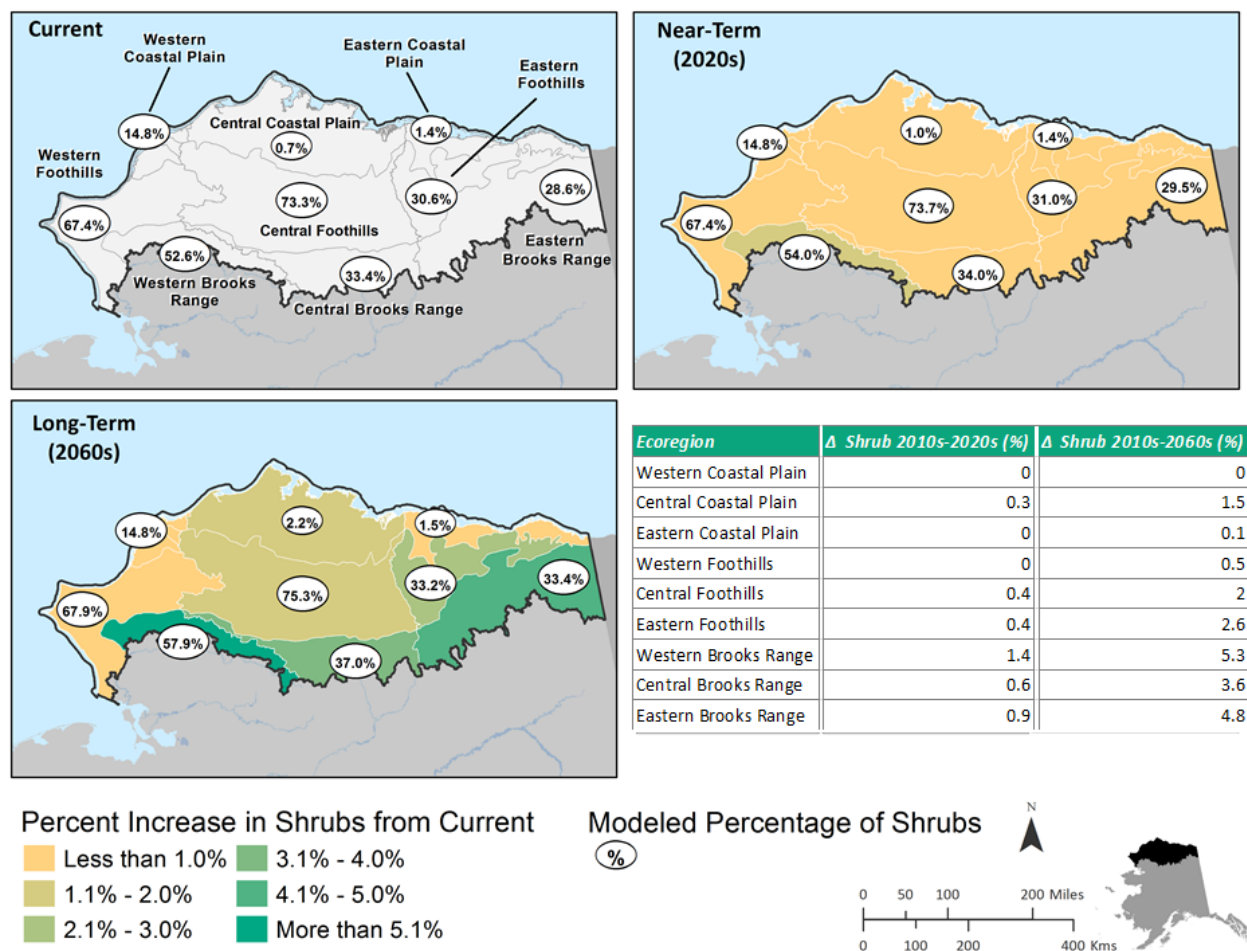 Current
Western
Coastal Plain
Eastern Coastal
Plain
Eastern
Foothills
Central Coastal Plain
14.8%
0.7%
1.4%
Western
Foothills
67.4%
73.3%
30.6%
28.6%
Central Foothills
52.6%
Eastern
Brooks Range
Western Brooks
Range
33.4%
Central Brooks Range
Near-Term
(2020s)
14.8%
1.0%
1.4%
67.4%
73.7%
31.0%
29.5%
54.0%
34.0%
Long-Term
(2060s)
14.8%
2.2%
1.5%
67.9%
75.3%
33.2%
33.4%
57.9%
37.0%
Ecoregion Δ Shrub 2010s-2020s (%) Δ Shrub 2010s-2060s (%)
Western Coastal Plain 0 0
Central Coastal Plain 0.3 1.5
Eastern Coastal Plain 0 0.1
Western Foothills 0 0.5
Central Foothills 0.4 2
Eastern Foothills 0.4 2.6
Western Brooks Range 1.4 5.3
Central Brooks Range 0.6 3.6
Eastern Brooks Range 0.9 4.8
Percent Increase in Shrubs from Current
Less than 1.0% 3.1% - 4.0%
1.1% - 2.0% 4.1% - 5.0%
2.1% - 3.0% More than 5.1%
Modeled Percentage of Shrubs
%
N
0 50 100 200 Miles
0 100 200 400 Kms